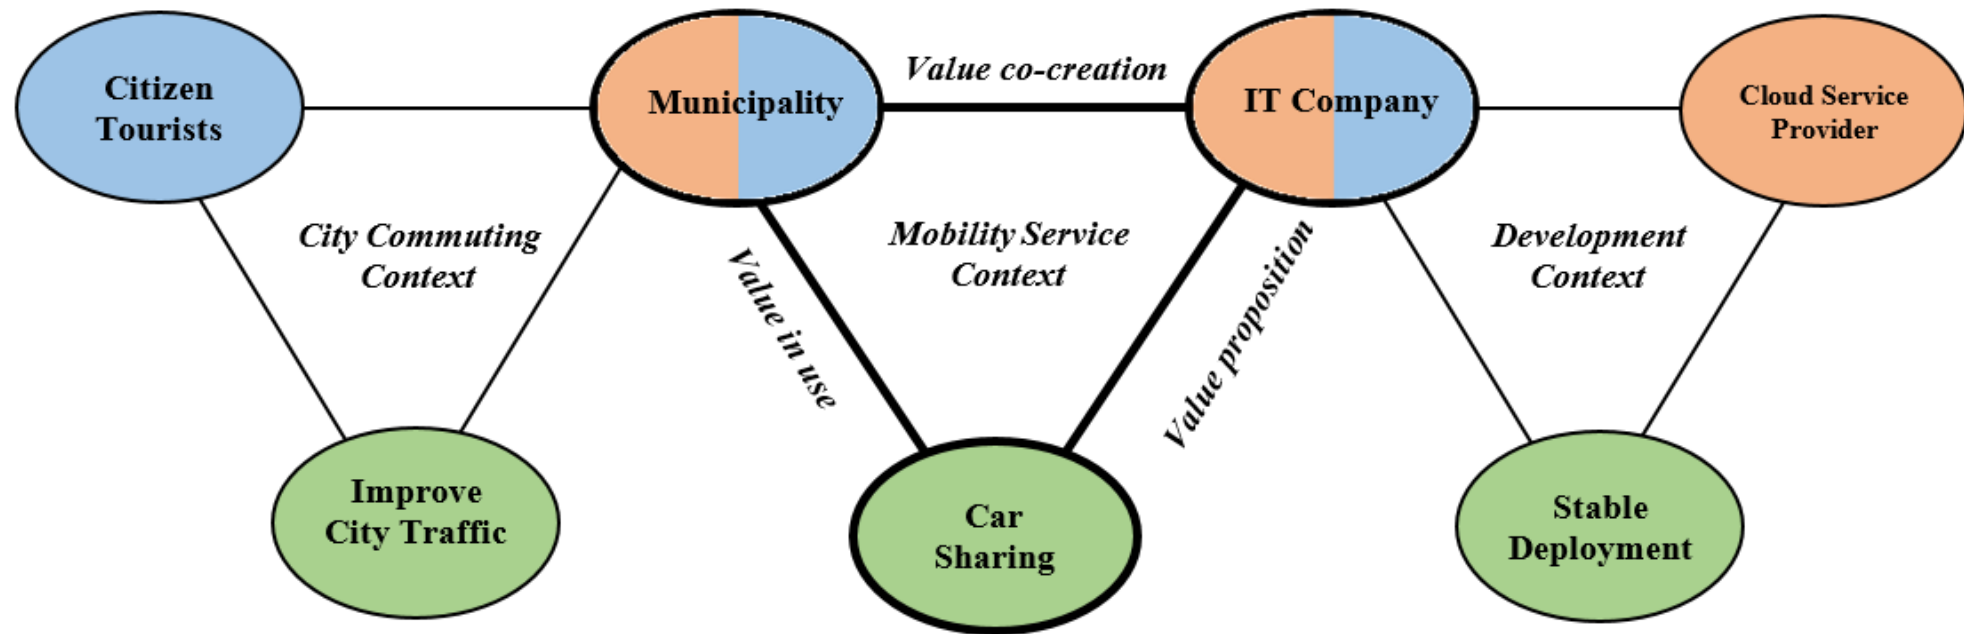 Citizen
Tourists
Municipality
Value co-creation
IT Company
Cloud Service
Provider
City Commuting
Context
Mobility Service
Context
Development
Context
Value in use
Value proposition
Improve
City Traffic
Car
Sharing
Stable
Deployment